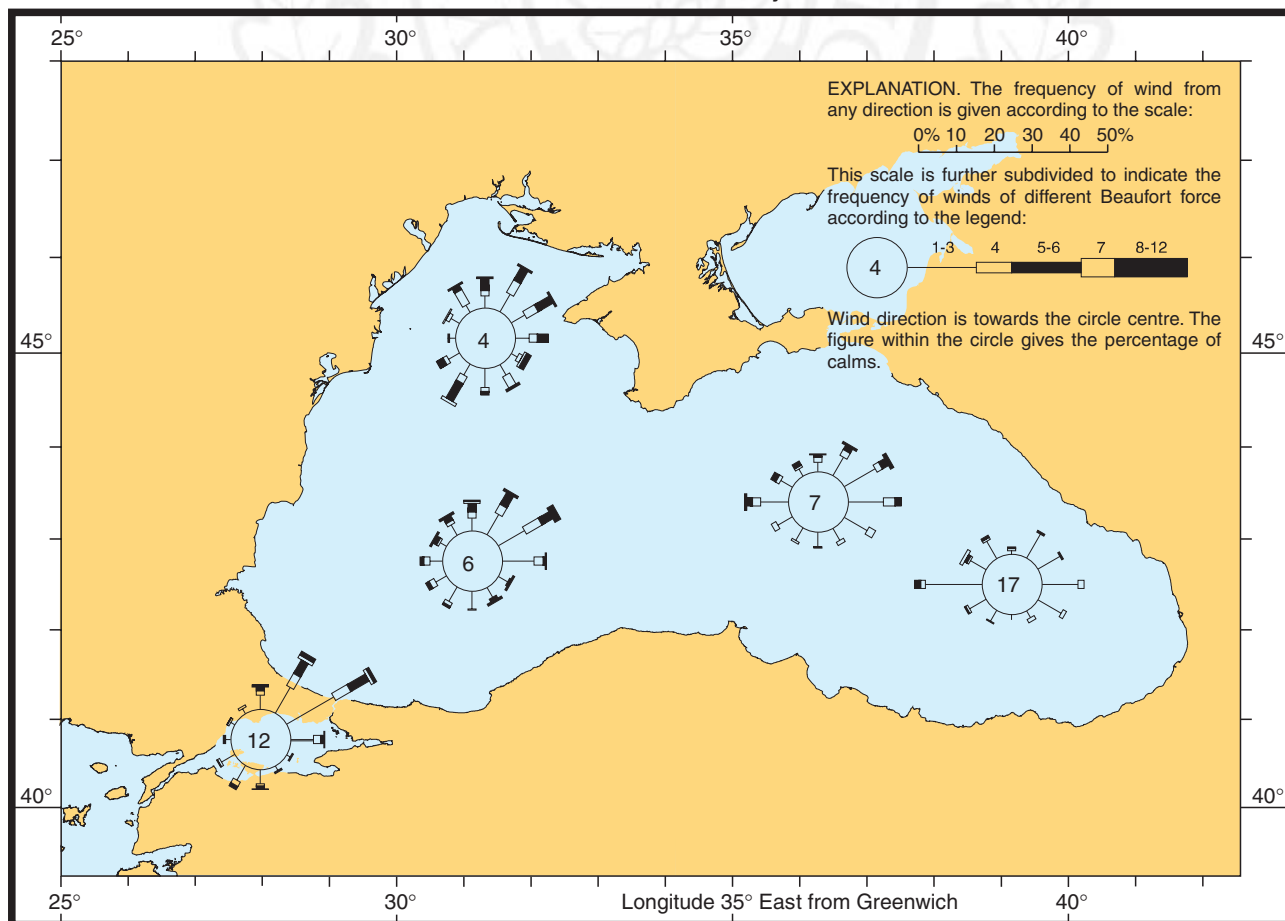 25° 30° 35° 40°
EXPLANATION. The frequency of wind from
any direction is given according to the scale:
0% 10 20 30 40 50%
This scale is further subdivided to indicate the
frequency of winds of different Beaufort force
according to the legend:
1-3 4 5-6 7 8-12
4
Wind direction is towards the circle centre. The
figure within the circle gives the percentage of
calms.
4
45° 45°
7
6
17
12
40° 40°
25° 30° Longitude 35° East from Greenwich 40°